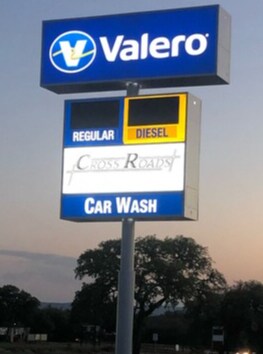 Valero
REGULAR DIESEL
CROSS ROADS
CAR WASH